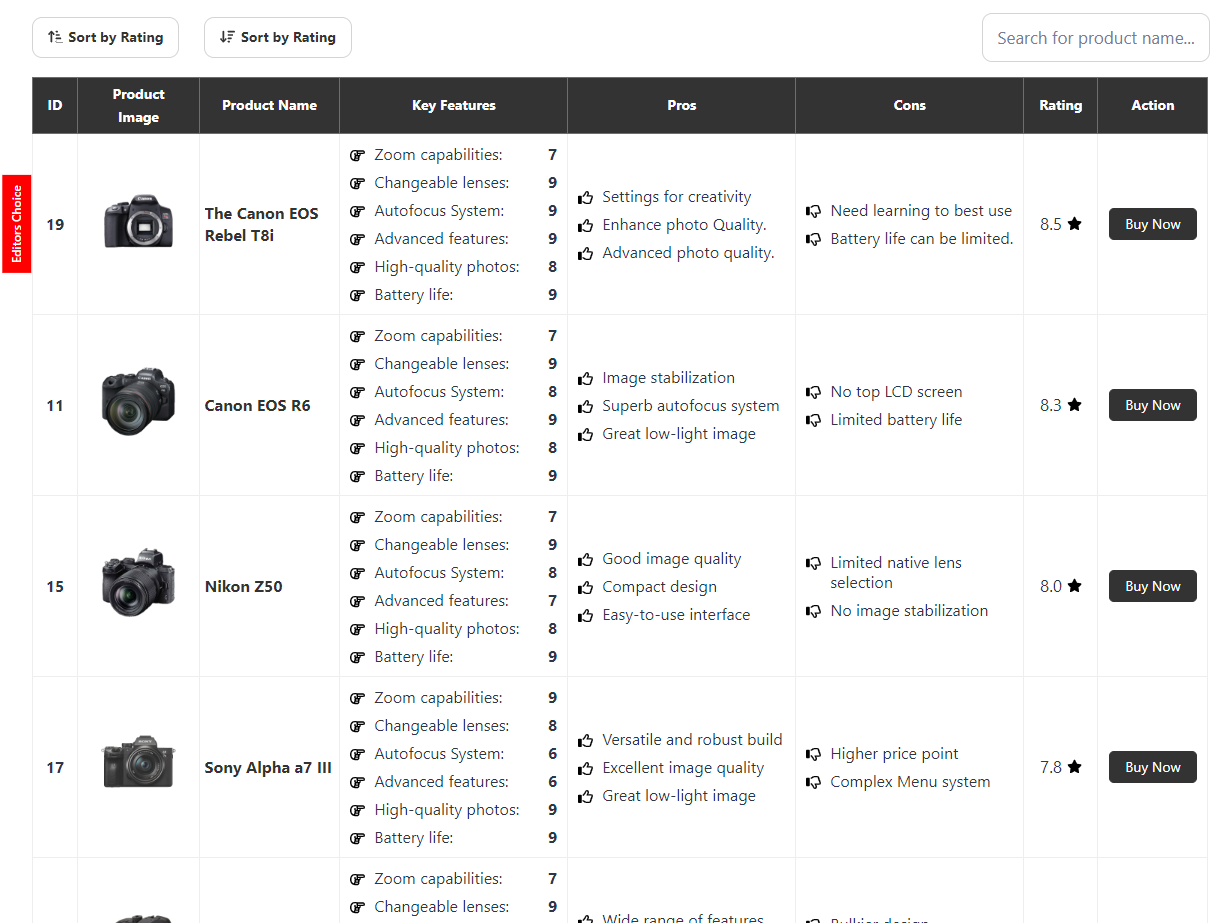 Sort by Rating
Sort by Rating
Search for product name...
ID
Product
Image
Product Name
Key Features
Pros
Cons
Rating
Action
Editors Choice
19
The Canon EOS
Rebel T8i
Zoom capabilities: 7
Changeable lenses: 9
Autofocus System: 9
Advanced features: 9
High-quality photos: 8
Battery life: 9
Settings for creativity
Enhance photo Quality.
Advanced photo quality.
Need learning to best use
Battery life can be limited.
8.5
Buy Now
11
Canon EOS R6
Zoom capabilities: 7
Changeable lenses: 9
Autofocus System: 8
Advanced features: 9
High-quality photos: 8
Battery life: 9
Image stabilization
Superb autofocus system
Great low-light image
No top LCD screen
Limited battery life
8.3
Buy Now
15
Nikon Z50
Zoom capabilities: 7
Changeable lenses: 9
Autofocus System: 8
Advanced features: 7
High-quality photos: 8
Battery life: 9
Good image quality
Compact design
Easy-to-use interface
Limited native lens
selection
No image stabilization
8.0
Buy Now
17
Sony Alpha a7 III
Zoom capabilities: 9
Changeable lenses: 8
Autofocus System: 6
Advanced features: 6
High-quality photos: 9
Battery life: 9
Versatile and robust build
Excellent image quality
Great low-light image
Higher price point
Complex Menu system
7.8
Buy Now
Zoom capabilities: 7
Changeable lenses: 9
Wide range of features
Bulkier design